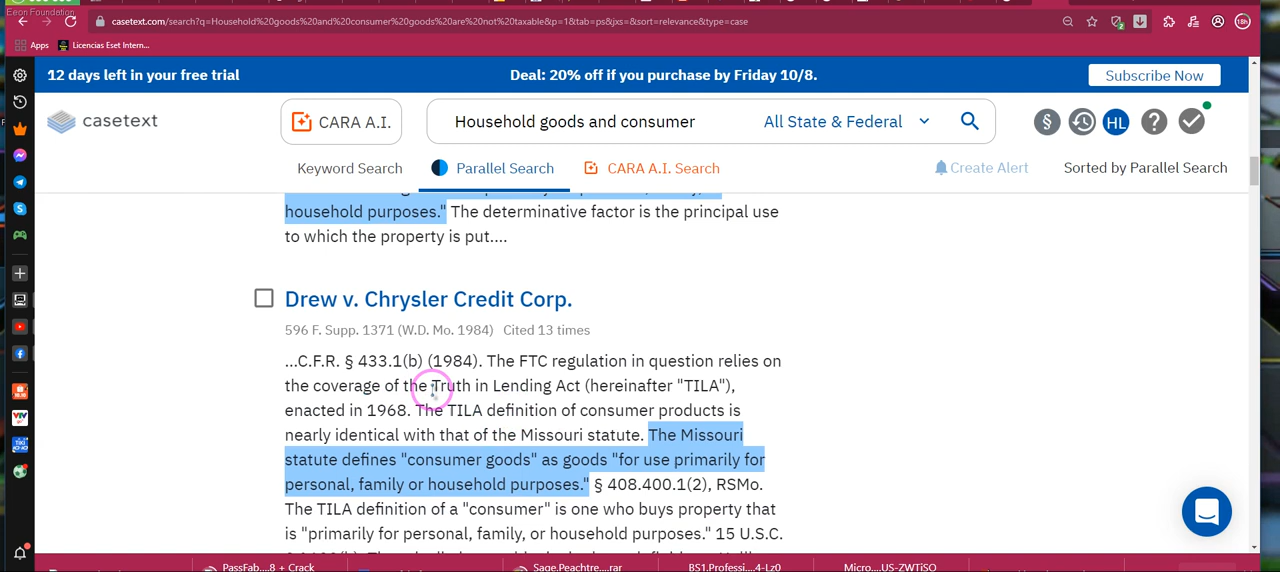 Eeon Foundation
casetext.com/search?q=Household%20goods%20and%20consumer%20goods%20are%20not%20taxable&p=1&tab=ps&jxs=&sort=relevance&type=case
2
18h
Apps
Licencias Eset Intern...
12 days left in your free trial
Deal: 20% off if you purchase by Friday 10/8.
Subscribe Now
casetext
CARA A.I.
Household goods and consumer
All State & Federal
§
HL
?
Keyword Search
Parallel Search
CARA A.I. Search
Create Alert
Sorted by Parallel Search
household purposes." The determinative factor is the principal use
to which the property is put....
Drew v. Chrysler Credit Corp.
596 F. Supp. 1371 (W.D. Mo. 1984) Cited 13 times
...C.F.R. § 433.1(b) (1984). The FTC regulation in question relies on
the coverage of the Truth in Lending Act (hereinafter "TILA"),
enacted in 1968. The TILA definition of consumer products is
nearly identical with that of the Missouri statute. The Missouri
statute defines "consumer goods" as goods "for use primarily for
personal, family or household purposes." § 408.400.1(2), RSMo.
The TILA definition of a "consumer" is one who buys property that
is "primarily for personal, family, or household purposes." 15 U.S.C.
PassFab....8 + Crack
Sage.Peachtre....rar
BS1.Professi....4-Lz0
Micro....US-ZWTiSO